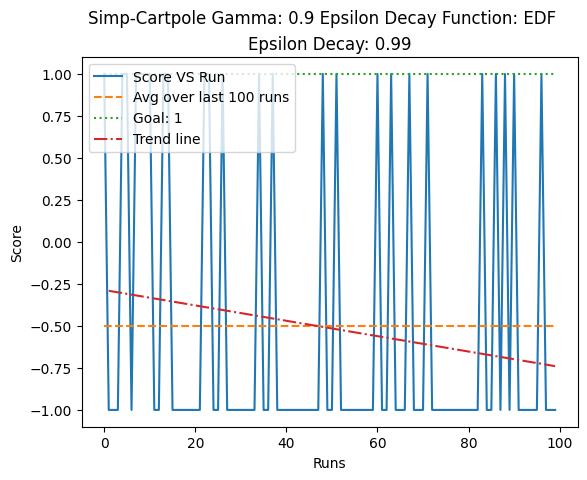 Simp-Cartpole Gamma: 0.9 Epsilon Decay Function: EDF
Epsilon Decay: 0.99
Score VS Run
Avg over last 100 runs
Goal: 1
Trend line
1.00
0.75
0.50
0.25
0.00
−0.25
−0.50
−0.75
−1.00
Score
0 20 40 60 80 100
Runs